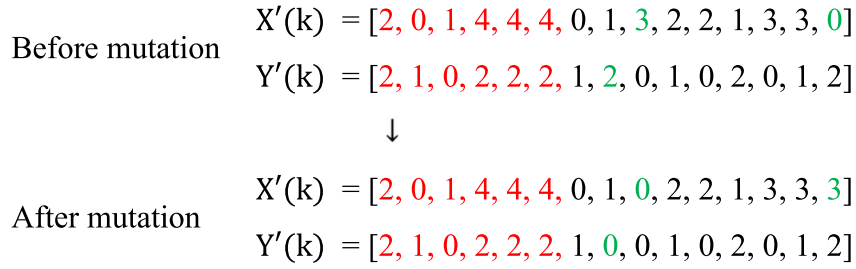 X′(k) = [2, 0, 1, 4, 4, 4, 0, 1, 3, 2, 2, 1, 3, 3, 0]
Before mutation
Y′(k) = [2, 1, 0, 2, 2, 2, 1, 2, 0, 1, 0, 2, 0, 1, 2]
↓
X′(k) = [2, 0, 1, 4, 4, 4, 0, 1, 0, 2, 2, 1, 3, 3, 3]
After mutation
Y′(k) = [2, 1, 0, 2, 2, 2, 1, 0, 0, 1, 0, 2, 0, 1, 2]